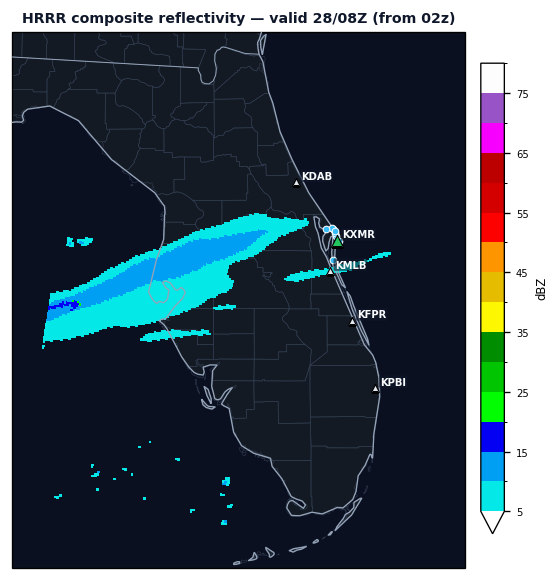 HRRR composite reflectivity — valid 28/08Z (from 02z)
KDAB
KXMR
KMLB
KFPR
KPBI
75
65
55
45
35
25
15
5
dBZ